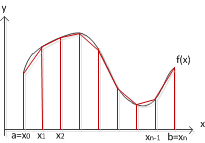 y
f(x)
x
a=x0 x1 x2 xn-1 b=xn